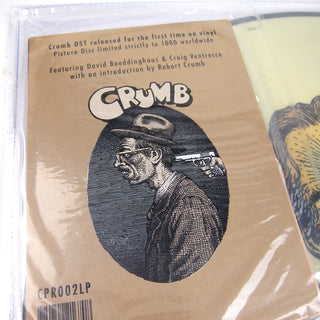 Crumb OST released for the first time on vinyl
Picture Disc limited strictly to 1000 worldwide
Featuring David Boeddinghaus & Craig Ventresco
with an introduction by Robert Crumb
CRUMB
CPR002LP